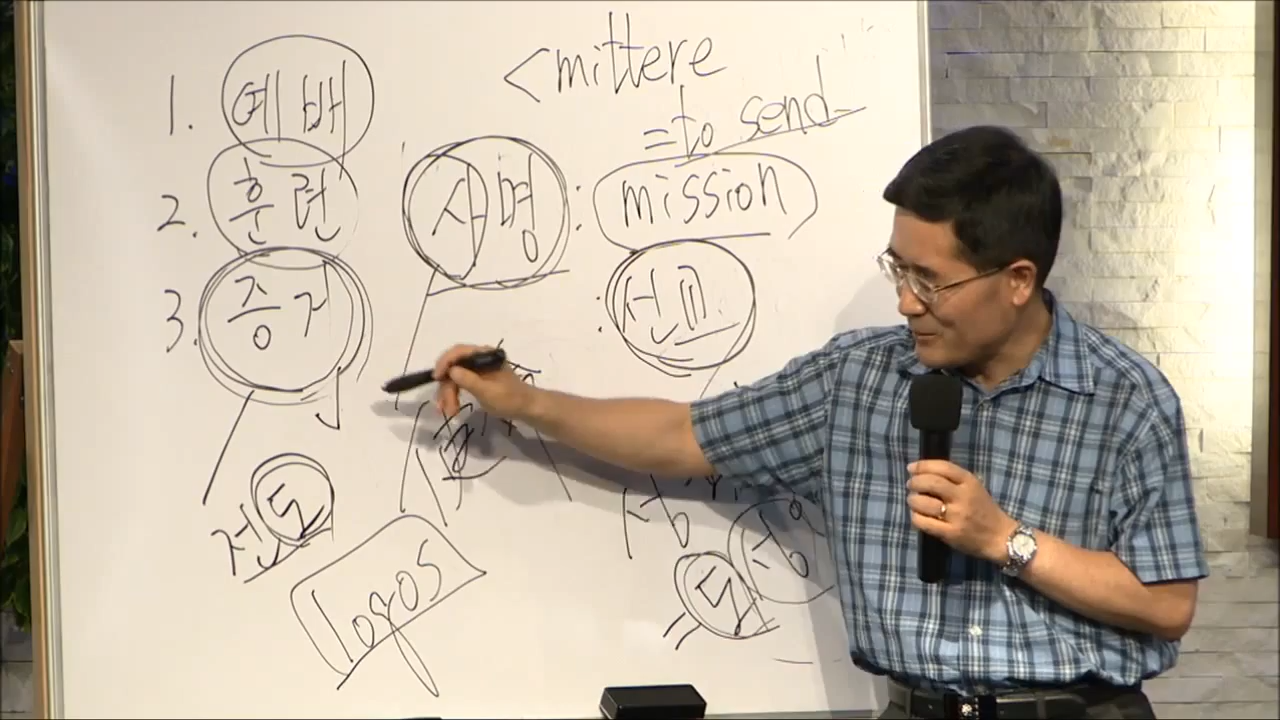 1. 예배
2. 훈련
3. 증거
전도
<mittere
=to send
사명 : mission
: 선교
logos